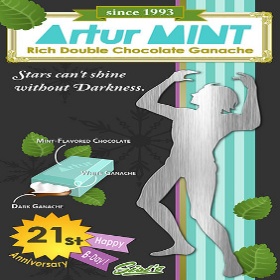 since 1993
Artur MINT
Rich Double Chocolate Ganache
Stars can't shine
without Darkness.
Mint-Flavored Chocolate
White Ganache
Dark Ganache
21st
Anniversary
Happy
B-Day